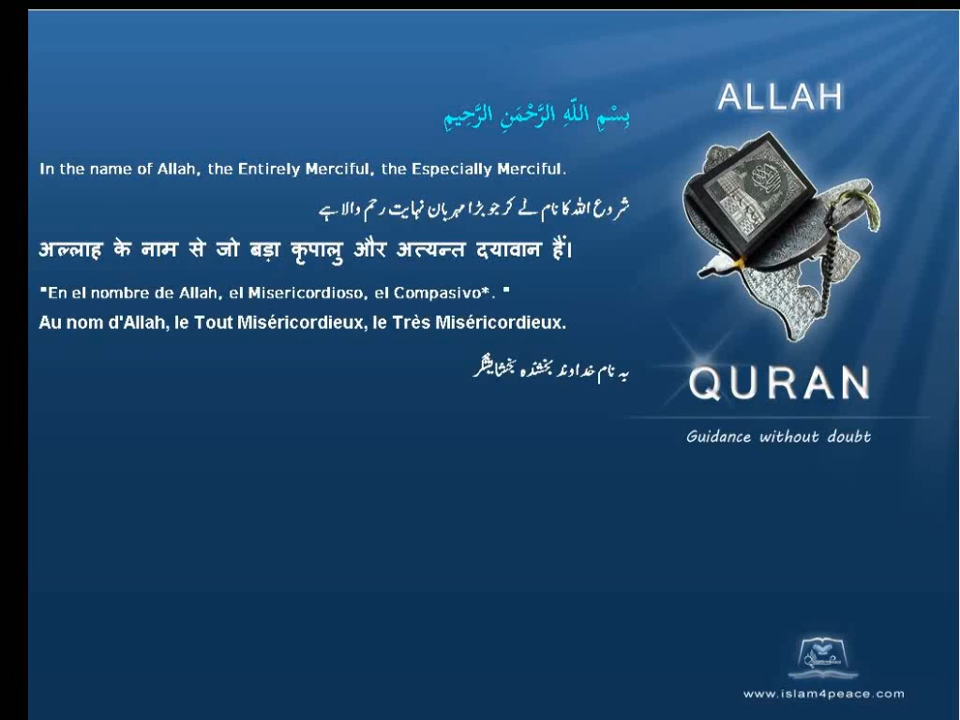 بِسْمِ اللَّهِ الرَّحْمَنِ الرَّحِيمِ
In the name of Allah, the Entirely Merciful, the Especially Merciful.
شروع الله کا نام لے کر جو بڑا مہربان نہایت رحم والا ہے
अल्लाह के नाम से जो बड़ा कृपालु और अत्यन्त दयावान हैं।
"En el nombre de Allah, el Misericordioso, el Compasivo*. "
Au nom d'Allah, le Tout Miséricordieux, le Très Miséricordieux.
به نام خداوند بخشنده بخشایشگر
ALLAH
QURAN
Guidance without doubt
www.islam4peace.com